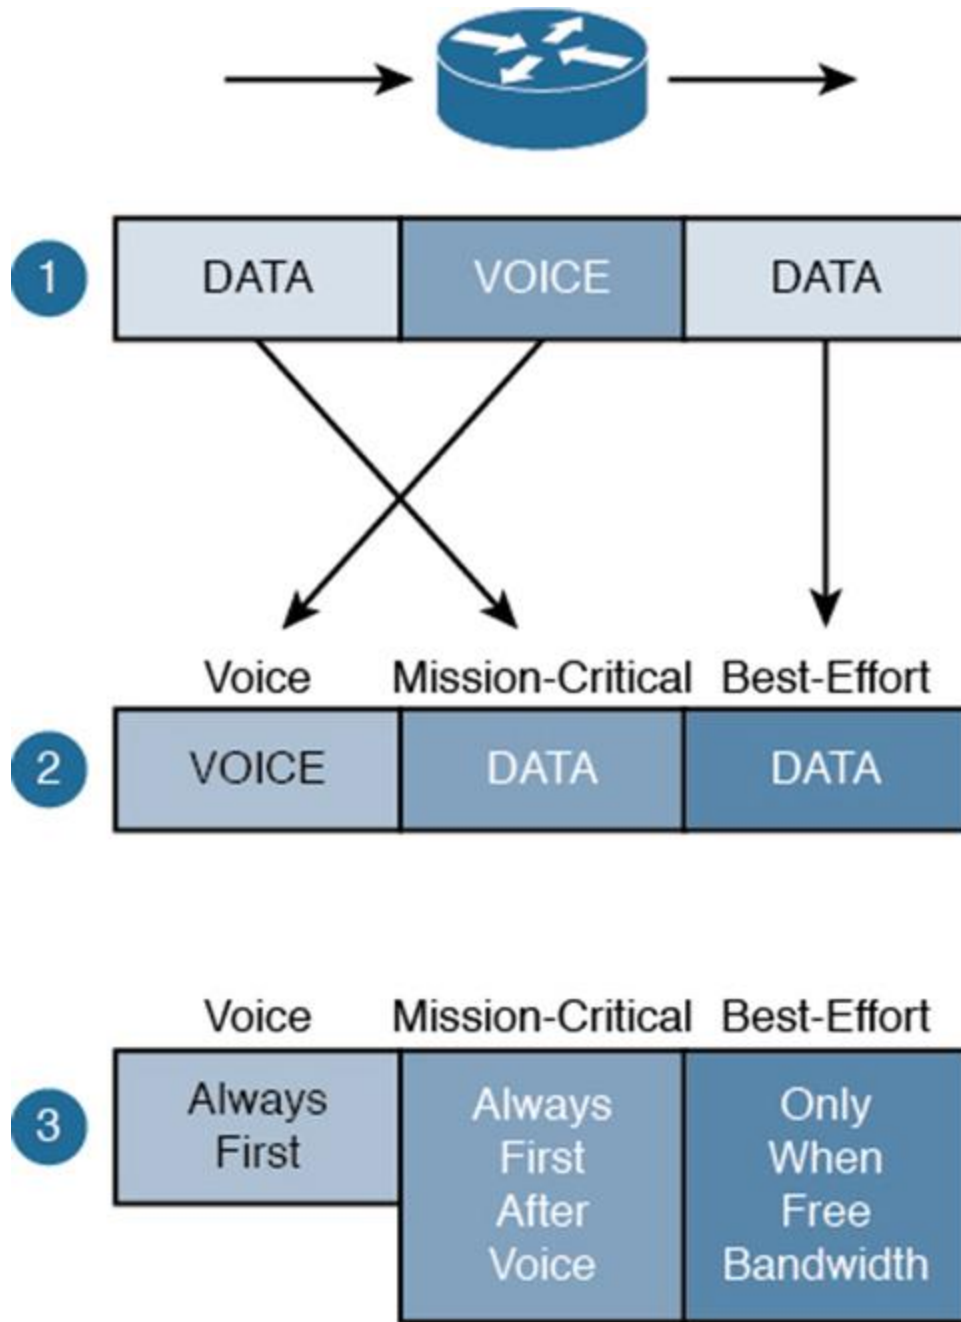 1
DATA VOICE DATA
Voice Mission-Critical Best-Effort
2
VOICE DATA DATA
Voice Mission-Critical Best-Effort
3
Always
First
Always
First
After
Voice
Only
When
Free
Bandwidth